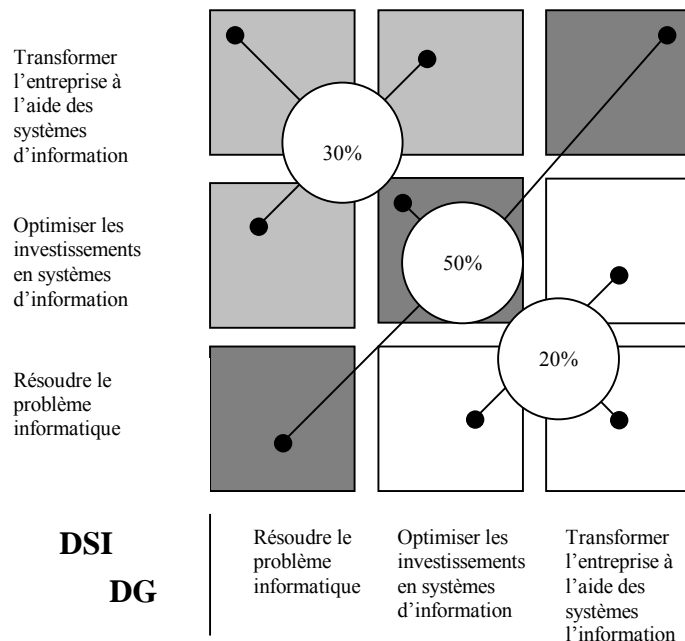 Transformer
l'entreprise à
l'aide des
systèmes
d'information
30%
Optimiser les
investissements
en systèmes
d'information
50%
20%
Résoudre le
problème
informatique
DSI
DG
Résoudre le
problème
informatique
Optimiser les
investissements
en systèmes
d'information
Transformer
l'entreprise à
l'aide des
systèmes
l'information